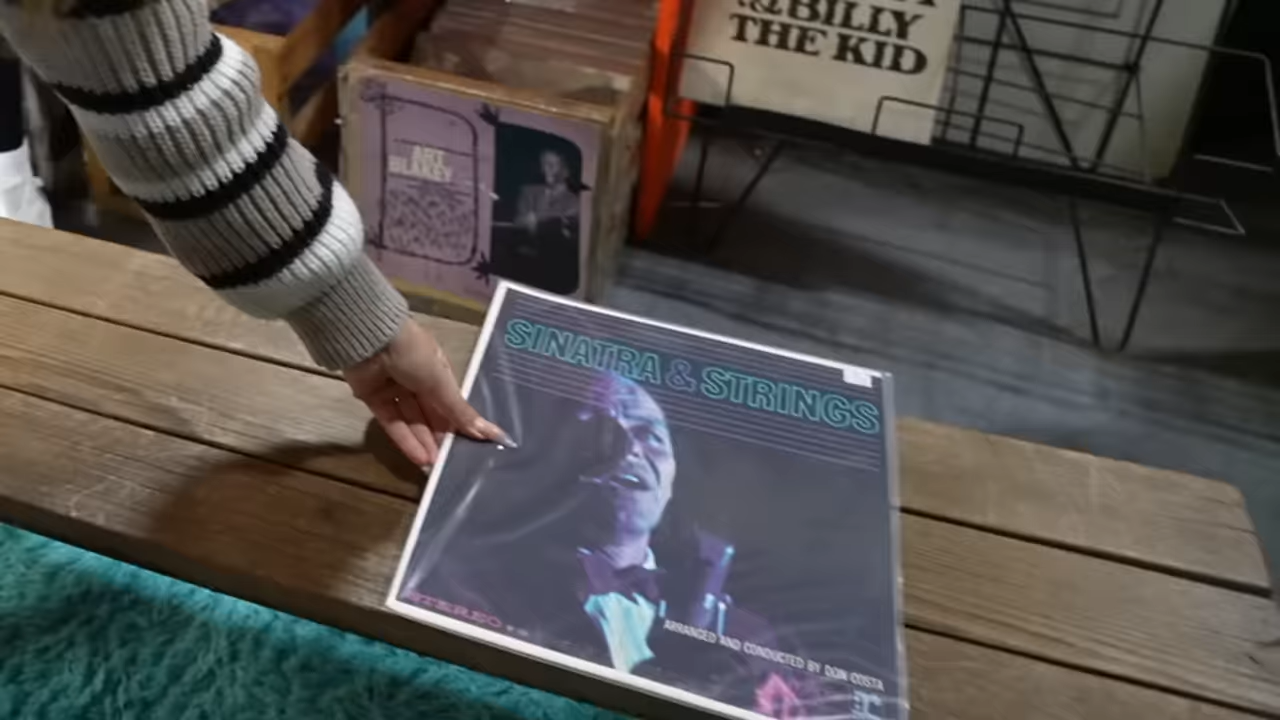 & BILLY
THE KID
ART
BLAKEY
SINATRA & STRINGS
STEREO
ARRANGED AND CONDUCTED BY DON COSTA